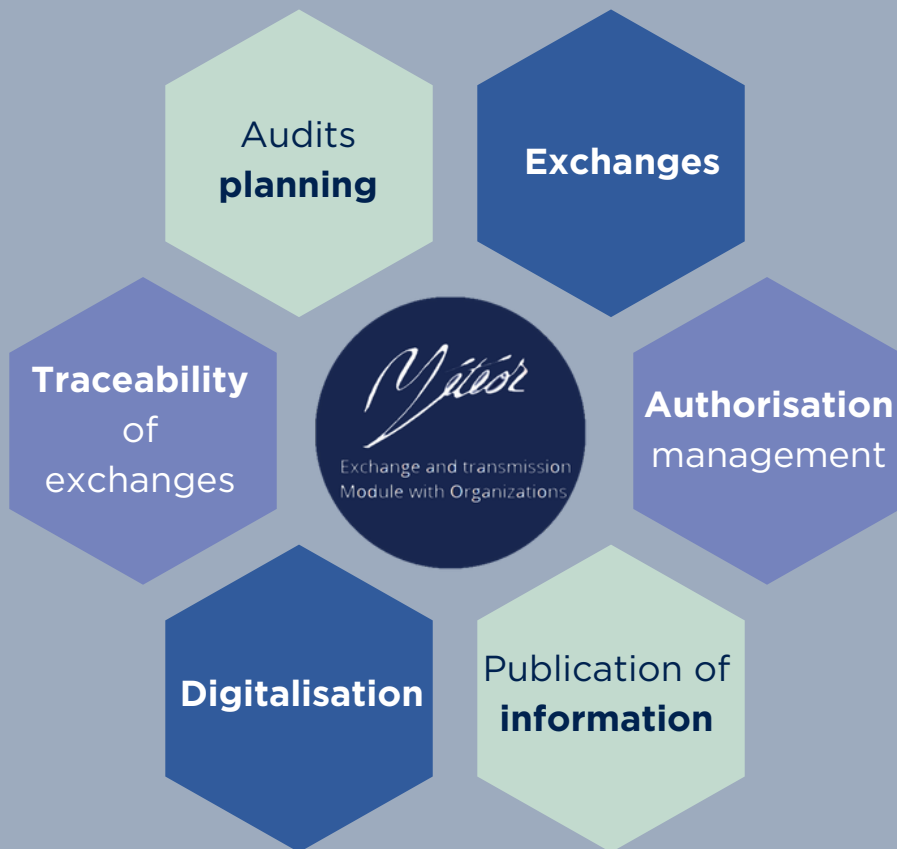 Audits
planning
Exchanges
Traceability
of
exchanges
Météor
Exchange and transmission
Module with Organizations
Authorisation
management
Digitalisation
Publication of
information